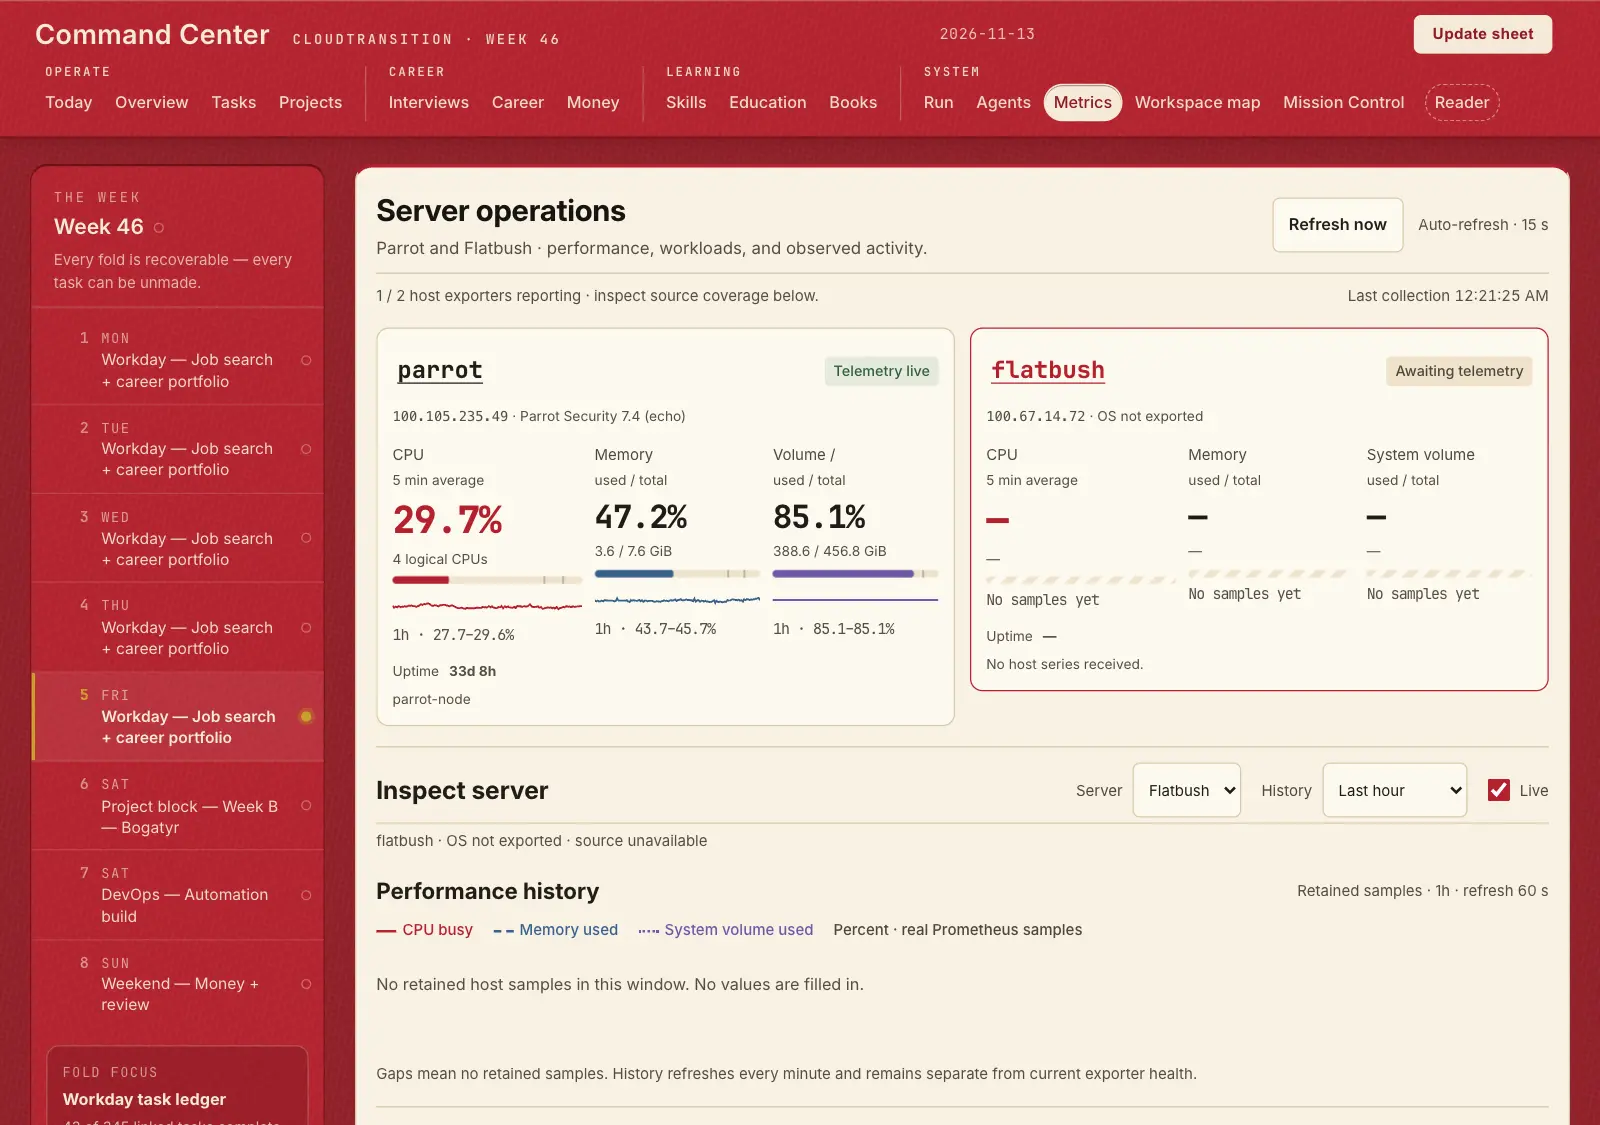 Command Center
CLOUDTRANSITION · WEEK 46
2026-11-13
Update sheet
OPERATE
Today Overview Tasks Projects
CAREER
Interviews Career Money
LEARNING
Skills Education Books
SYSTEM
Run Agents Metrics Workspace map Mission Control Reader
THE WEEK
Week 46
Every fold is recoverable — every
task can be unmade.
1 MON
Workday — Job search
+ career portfolio
2 TUE
Workday — Job search
+ career portfolio
3 WED
Workday — Job search
+ career portfolio
4 THU
Workday — Job search
+ career portfolio
5 FRI
Workday — Job search
+ career portfolio
6 SAT
Project block — Week B
— Bogatyr
7 SAT
DevOps — Automation
build
8 SUN
Weekend — Money +
review
FOLD FOCUS
Workday task ledger
Server operations
Parrot and Flatbush · performance, workloads, and observed activity.
Refresh now
Auto-refresh · 15 s
1 / 2 host exporters reporting · inspect source coverage below.
Last collection 12:21:25 AM
parrot
Telemetry live
100.105.235.49 · Parrot Security 7.4 (echo)
CPU
5 min average
29.7%
4 logical CPUs
1h · 27.7–29.6%
Memory
used / total
47.2%
3.6 / 7.6 GiB
1h · 43.7–45.7%
Volume /
used / total
85.1%
388.6 / 456.8 GiB
1h · 85.1–85.1%
Uptime 33d 8h
parrot-node
flatbush
Awaiting telemetry
100.67.14.72 · OS not exported
CPU
5 min average
—
—
No samples yet
Memory
used / total
—
—
No samples yet
System volume
used / total
—
—
No samples yet
Uptime —
No host series received.
Inspect server
Server Flatbush
History Last hour
Live
flatbush · OS not exported · source unavailable
Performance history
Retained samples · 1h · refresh 60 s
CPU busy Memory used System volume used Percent · real Prometheus samples
No retained host samples in this window. No values are filled in.
Gaps mean no retained samples. History refreshes every minute and remains separate from current exporter health.